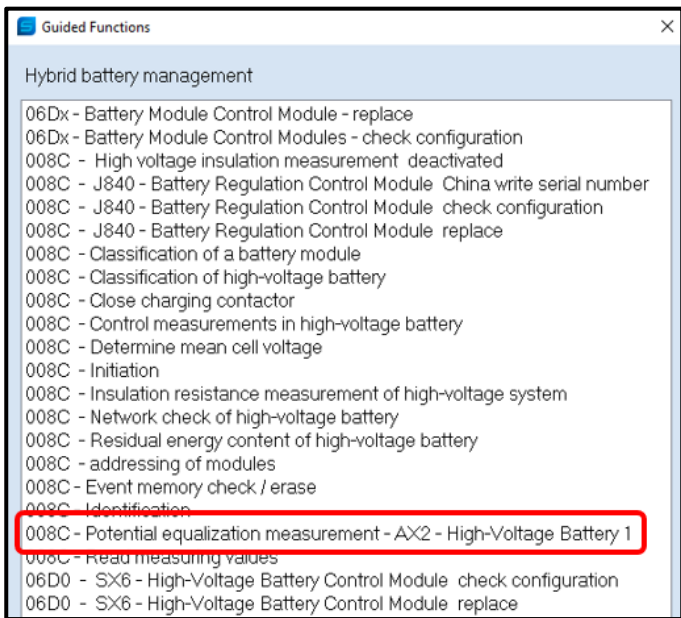 Guided Functions
Hybrid battery management
06Dx - Battery Module Control Module - replace
06Dx - Battery Module Control Modules - check configuration
008C - High voltage insulation measurement deactivated
008C - J840 - Battery Regulation Control Module China write serial number
008C - J840 - Battery Regulation Control Module check configuration
008C - J840 - Battery Regulation Control Module replace
008C - Classification of a battery module
008C - Classification of high-voltage battery
008C - Close charging contactor
008C - Control measurements in high-voltage battery
008C - Determine mean cell voltage
008C - Initiation
008C - Insulation resistance measurement of high-voltage system
008C - Network check of high-voltage battery
008C - Residual energy content of high-voltage battery
008C - addressing of modules
008C - Event memory check / erase
008C - Identification
008C - Potential equalization measurement - AX2 - High-Voltage Battery 1
008C - Read measuring values
06D0 - SX6 - High-Voltage Battery Control Module check configuration
06D0 - SX6 - High-Voltage Battery Control Module replace